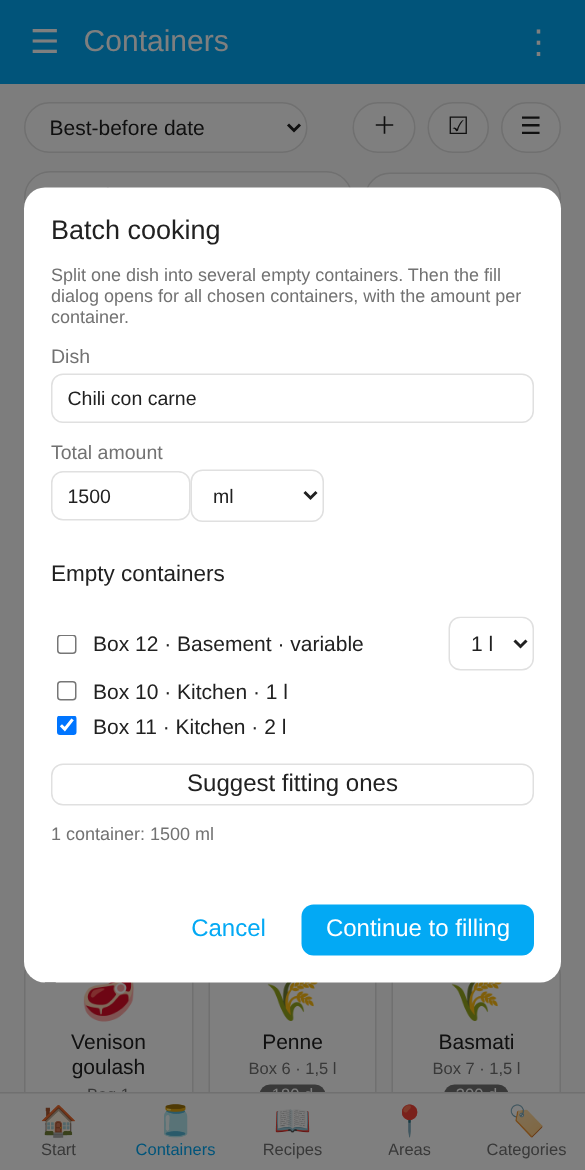 ☰ Containers ⋮
Best-before date
+ ☑ ☰
Batch cooking
Split one dish into several empty containers. Then the fill
dialog opens for all chosen containers, with the amount per
container.
Dish
Chili con carne
Total amount
1500 ml
Empty containers
Box 12 · Basement · variable 1 l
Box 10 · Kitchen · 1 l
Box 11 · Kitchen · 2 l
Suggest fitting ones
1 container: 1500 ml
Cancel Continue to filling
Venison Penne Basmati
goulash Box 6 · 1,5 l Box 7 · 1,5 l
Start Containers Recipes Areas Categories